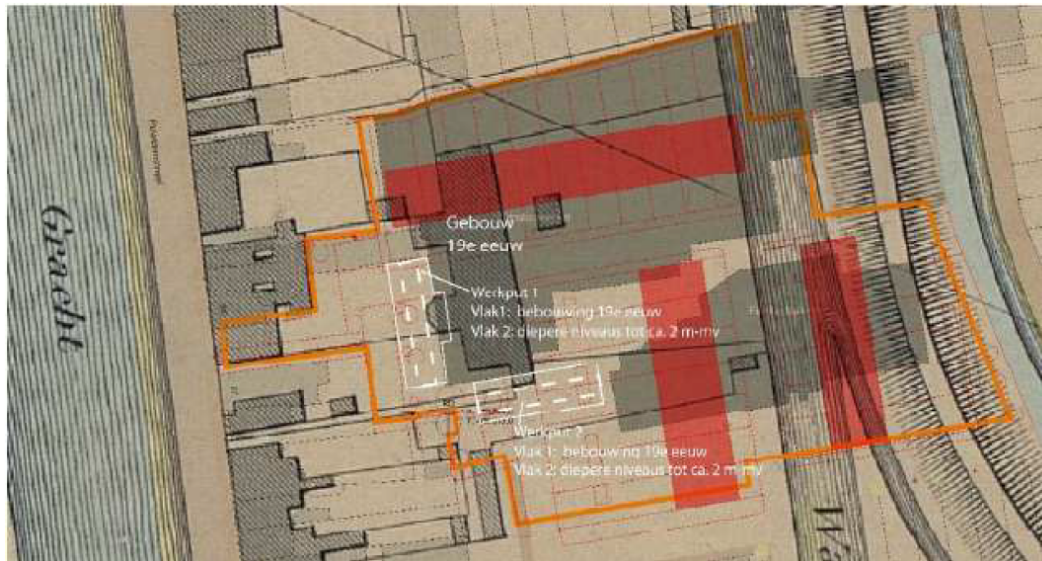 Gracht
Gebouw
19e eeuw
Werkput 1
Vlak1: bebouwing 19e eeuw
Vlak 2: diepere niveaus tot ca. 2 m-mv
Werkput 2
Vlak 1: bebouwing 19e eeuw
Vlak 2: diepere niveaus tot ca. 2 m-mv